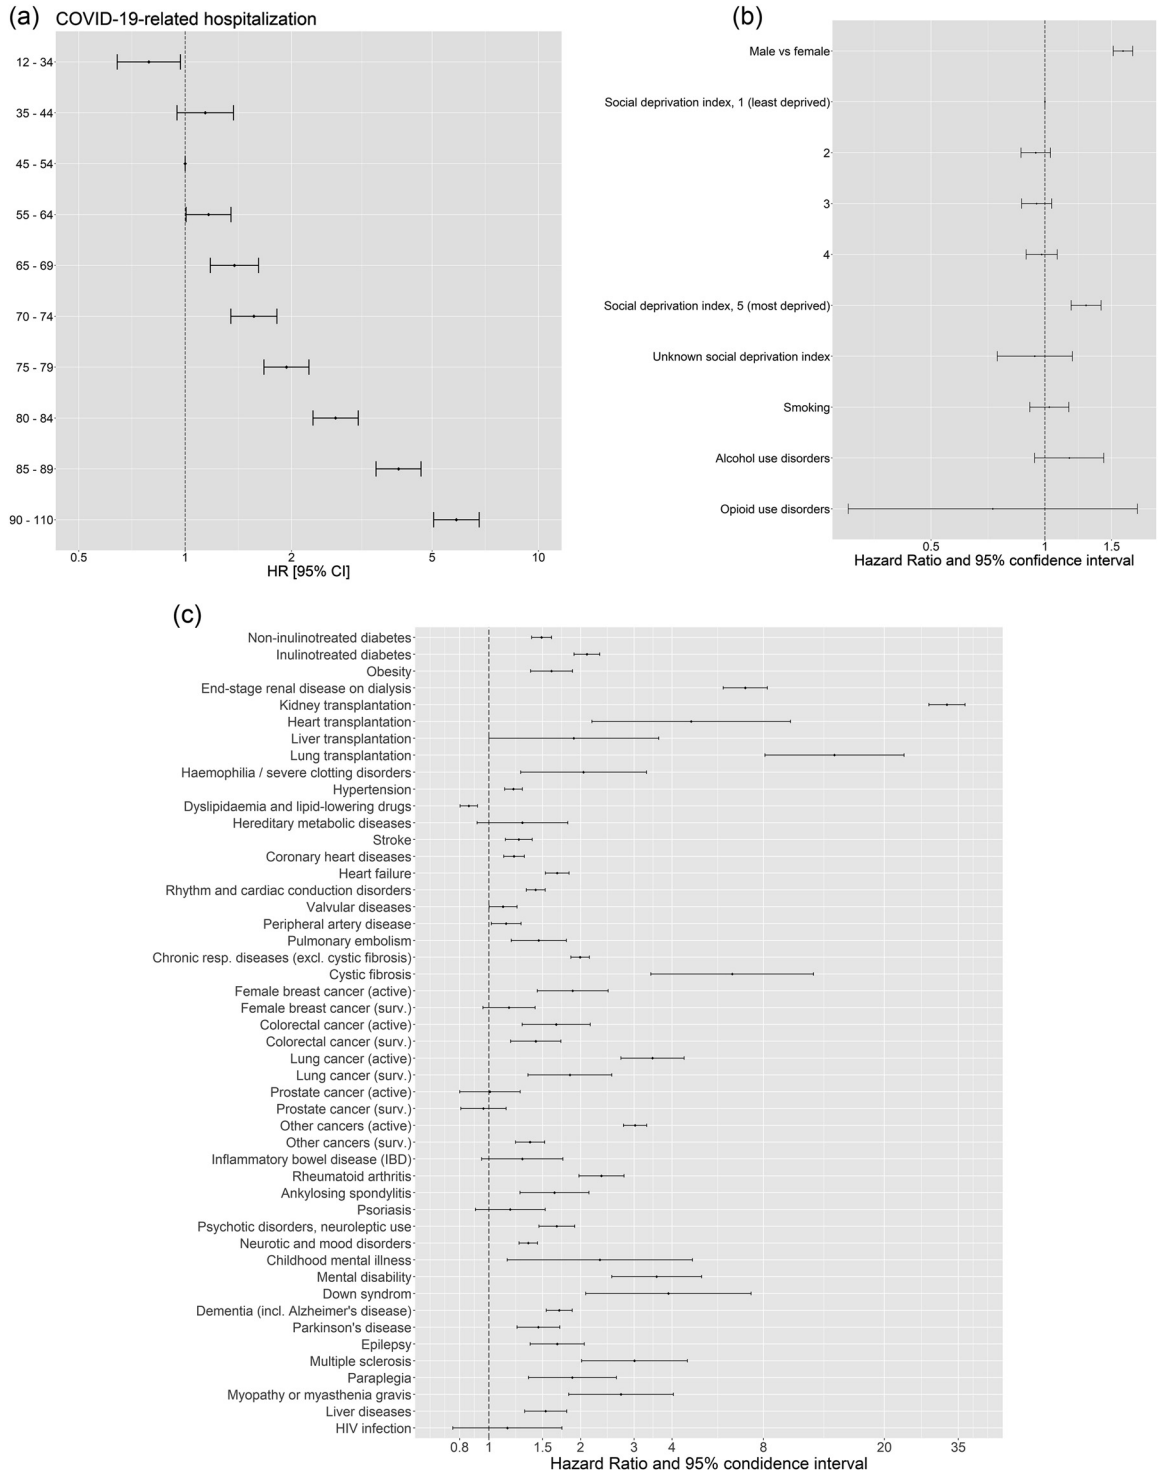 (a) COVID-19-related hospitalization
12 - 34
35 - 44
45 - 54
55 - 64
65 - 69
70 - 74
75 - 79
80 - 84
85 - 89
90 - 110
0.5 1 2 5 10
HR [95% CI]
(b)
Male vs female
Social deprivation index, 1 (least deprived)
2
3
4
Social deprivation index, 5 (most deprived)
Unknown social deprivation index
Smoking
Alcohol use disorders
Opioid use disorders
0.5 1 1.5
Hazard Ratio and 95% confidence interval
(c)
Non-inulinotreated diabetes
Inulinotreated diabetes
Obesity
End-stage renal disease on dialysis
Kidney transplantation
Heart transplantation
Liver transplantation
Lung transplantation
Haemophilia / severe clotting disorders
Hypertension
Dyslipidaemia and lipid-lowering drugs
Hereditary metabolic diseases
Stroke
Coronary heart diseases
Heart failure
Rhythm and cardiac conduction disorders
Valvular diseases
Peripheral artery disease
Pulmonary embolism
Chronic resp. diseases (excl. cystic fibrosis)
Cystic fibrosis
Female breast cancer (active)
Female breast cancer (surv.)
Colorectal cancer (active)
Colorectal cancer (surv.)
Lung cancer (active)
Lung cancer (surv.)
Prostate cancer (active)
Prostate cancer (surv.)
Other cancers (active)
Other cancers (surv.)
Inflammatory bowel disease (IBD)
Rheumatoid arthritis
Ankylosing spondylitis
Psoriasis
Psychotic disorders, neuroleptic use
Neurotic and mood disorders
Childhood mental illness
Mental disability
Down syndrom
Dementia (incl. Alzheimer's disease)
Parkinson's disease
Epilepsy
Multiple sclerosis
Paraplegia
Myopathy or myasthenia gravis
Liver diseases
HIV infection
0.8 1 1.5 2 3 4 8 20 35
Hazard Ratio and 95% condidence interval